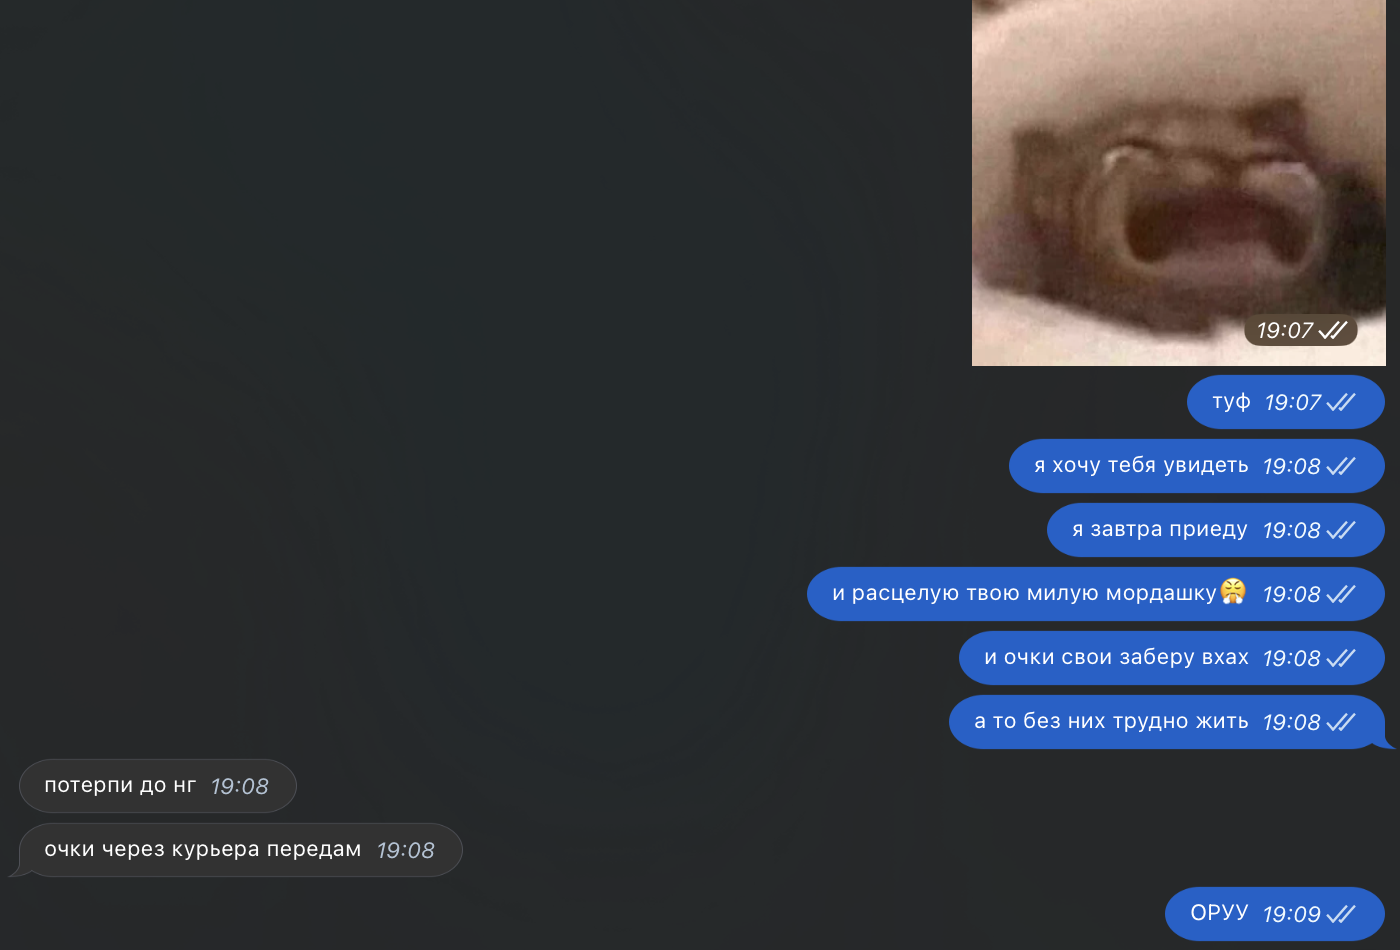 19:07
туф 19:07
я хочу тебя увидеть 19:08
я завтра приеду 19:08
и расцелую твою милую мордашку😤 19:08
и очки свои заберу вхах 19:08
а то без них трудно жить 19:08
потерпи до нг 19:08
очки через курьера передам 19:08
ОРУУ 19:09